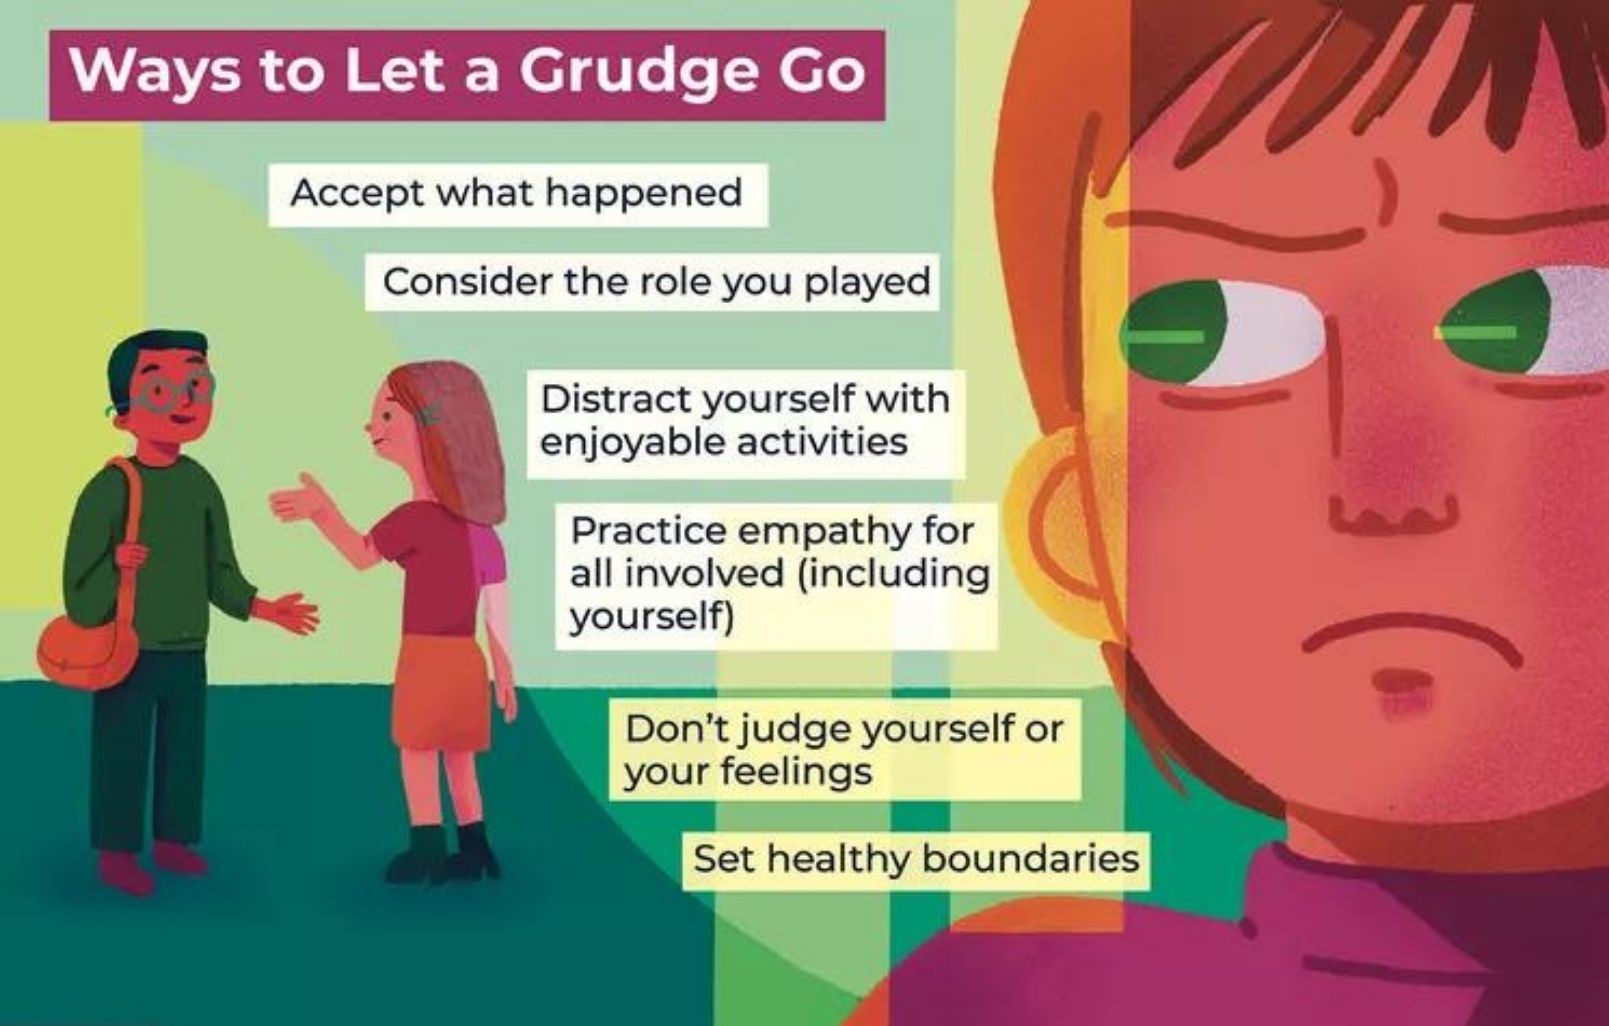 Ways to Let a Grudge Go
Accept what happened
Consider the role you played
Distract yourself with
enjoyable activities
Practice empathy for
all involved (including
yourself)
Don’t judge yourself or
your feelings
Set healthy boundaries